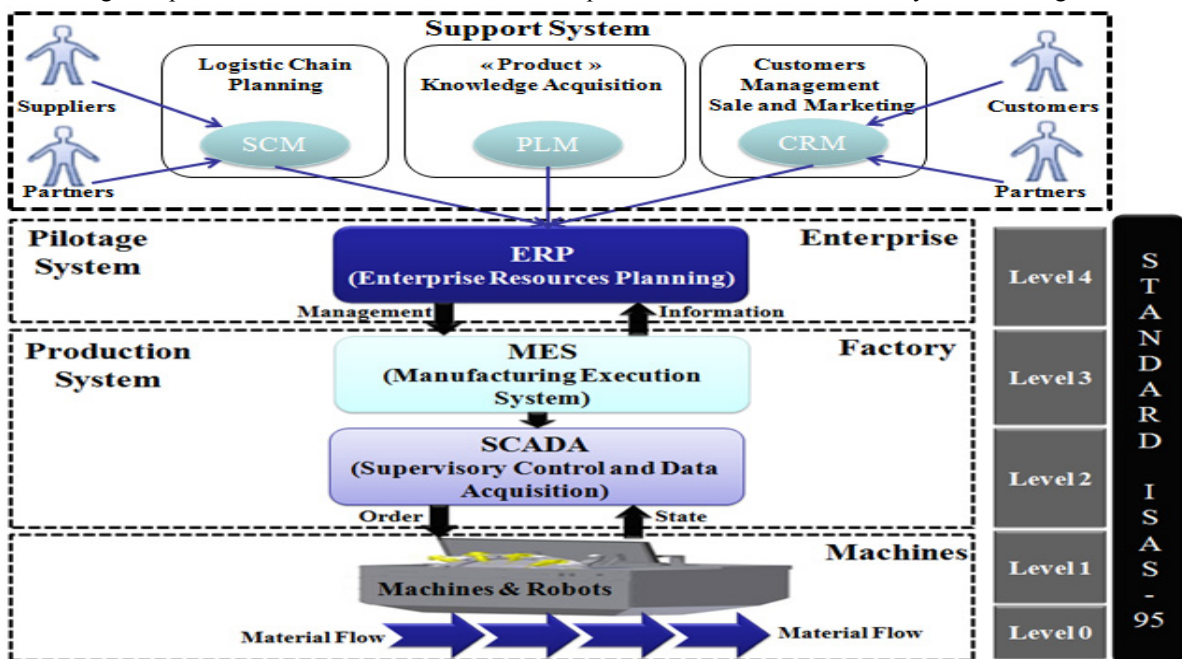 Support System
Logistic Chain
Planning
« Product »
Knowledge Acquisition
Customers
Management
Sale and Marketing
Suppliers
Customers
SCM
PLM
CRM
Partners
Partners
Pilotage
System
Enterprise
ERP
(Enterprise Resources Planning)
Management
Information
Level 4
Production
System
Factory
MES
(Manufacturing Execution
System)
Level 3
SCADA
(Supervisory Control and Data
Acquisition)
Level 2
Order
State
Machines
Machines & Robots
Level 1
Material Flow
Material Flow
Level 0
STANDARD ISAS-95